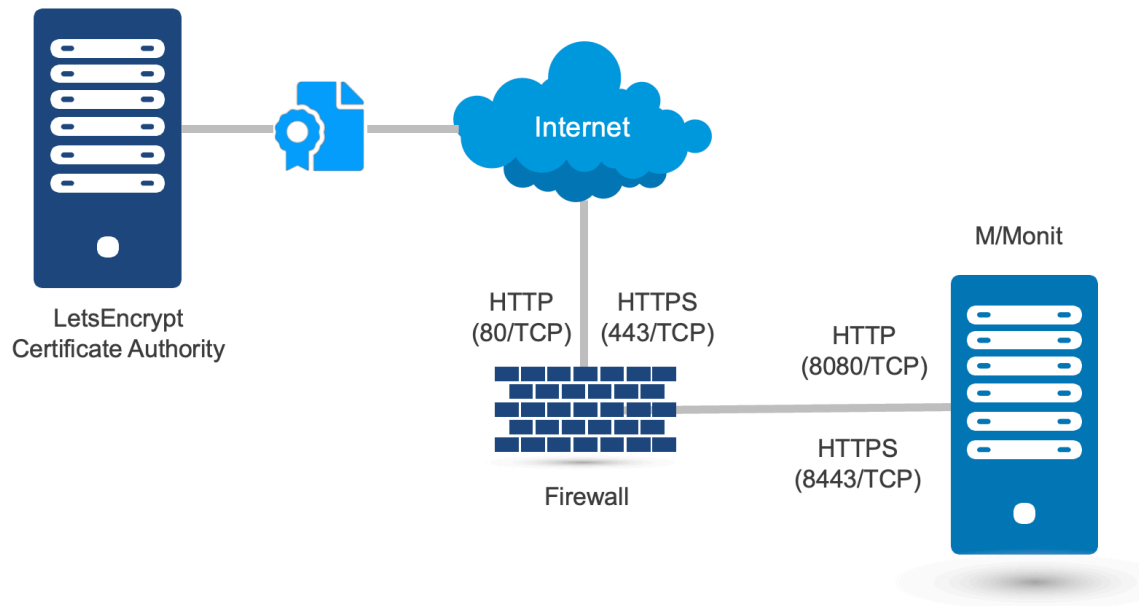 Internet
M/Monit
LetsEncrypt
Certificate Authority
HTTP
(80/TCP)
HTTPS
(443/TCP)
HTTP
(8080/TCP)
HTTPS
(8443/TCP)
Firewall